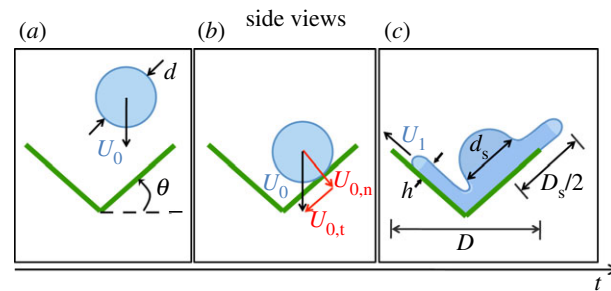 side views
(a) (b) (c)
d
U₀
θ
U₀
U₀,ₙ
U₀,ₜ
U₁
h
dₛ
Dₛ/2
D
t